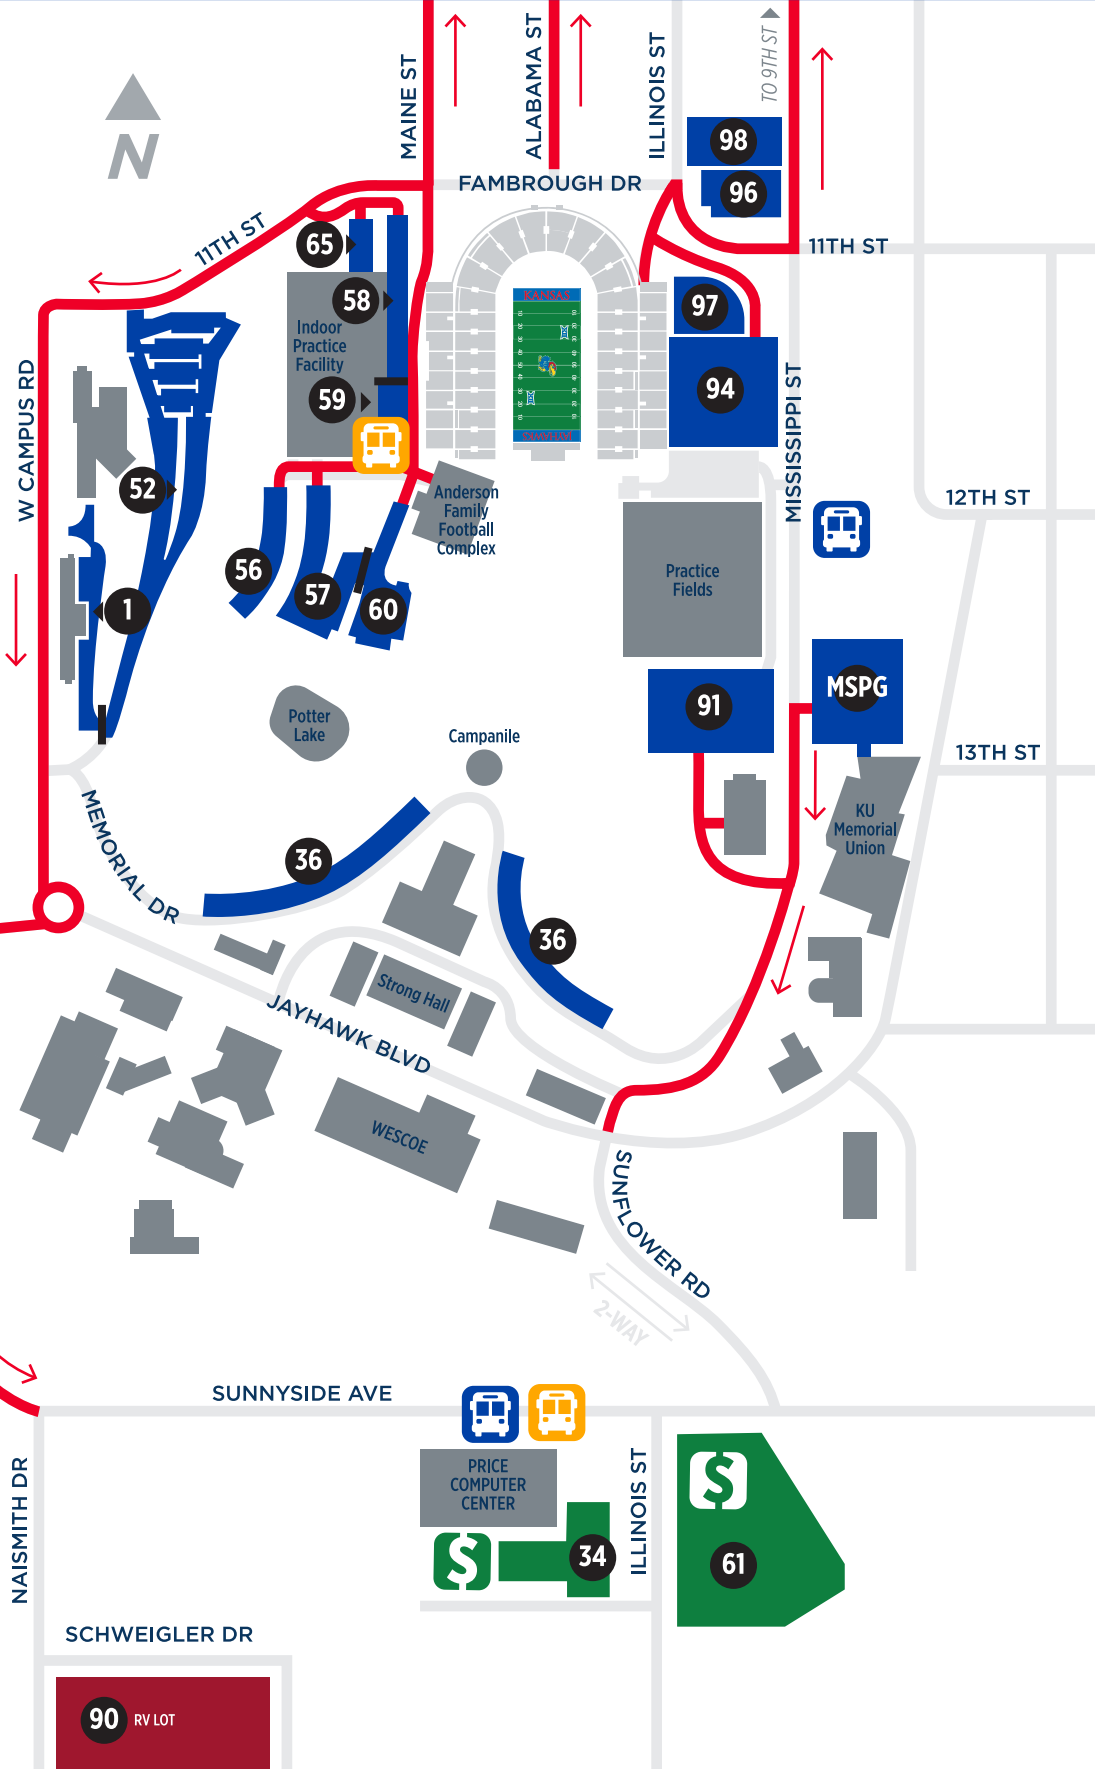 MAINE ST
ALABAMA ST
ILLINOIS ST
TO 9TH ST
N
98
96
FAMBROUGH DR
11TH ST
11TH ST
65
58
Indoor
Practice
Facility
59
KANSAS
97
94
W CAMPUS RD
MISSISSIPPI ST
52
Anderson
Family
Football
Complex
12TH ST
56
57
60
1
Practice
Fields
MSPG
91
Potter
Lake
Campanile
13TH ST
KU
Memorial
Union
MEMORIAL DR
36
36
Strong Hall
JAYHAWK BLVD
WESCOE
SUNFLOWER RD
2-WAY
SUNNYSIDE AVE
NAISMITH DR
PRICE
COMPUTER
CENTER
ILLINOIS ST
$
$
34
61
SCHWEIGLER DR
90 RV LOT